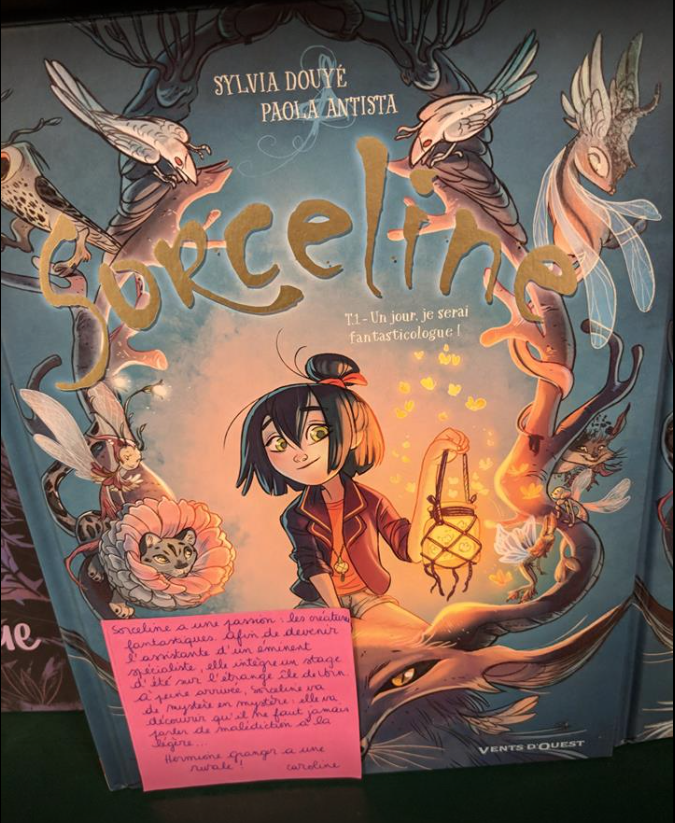 SYLVIA DOUYÉ
PAOLA ANTISTA
Sorceline
T.1 - Un jour, je serai
fantasticologue !
Sorceline a une passion : les créatures
fantastiques. Afin de devenir
l'assistante d'un éminent
spécialiste, elle intègre un stage
d'été sur l'étrange île de Vorn.
À peine arrivée, Sorceline va
de mystère en mystère : elle va
découvrir qu'il ne faut jamais
parler de malédiction à la
légère...
Hermione Granger a une
rivale !
Caroline
VENTS D'OUEST
ue